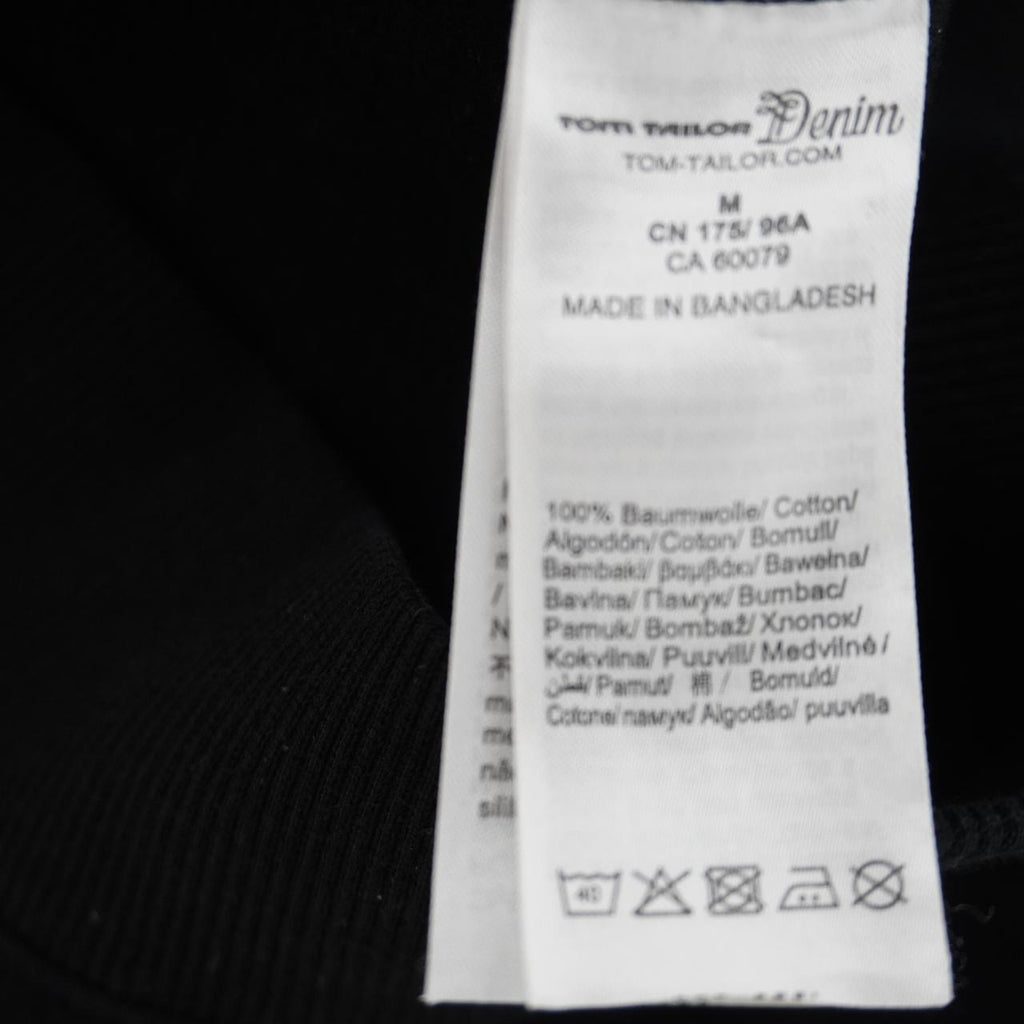 TOM TAILOR Denim
TOM-TAILOR.COM
M
CN 175/ 96A
CA 60079
MADE IN BANGLADESH
100% Baumwolle/ Cotton/
Algodón/ Coton/ Bomull/
Bambaki/ βαμβάκι/ Bawełna/
Bavlna/ Памук/ Bumbac/
Pamuk/ Bombaž/ Хлопок/
Kokvilna/ Puuvill/ Medvilnė/
قطن/ Pamut/ 棉/ Bomuld/
Cotone/ памук/ Algodão/ puuvilla
40